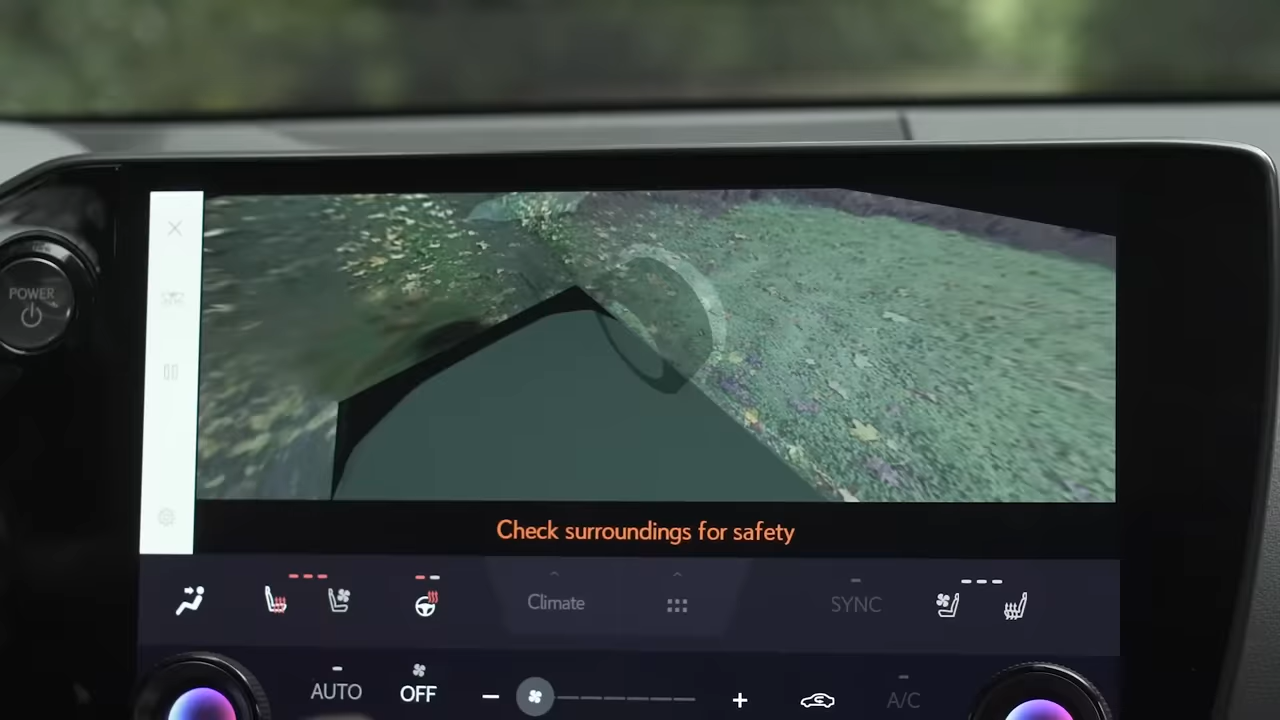 POWER
Check surroundings for safety
Climate
SYNC
AUTO
OFF
A/C